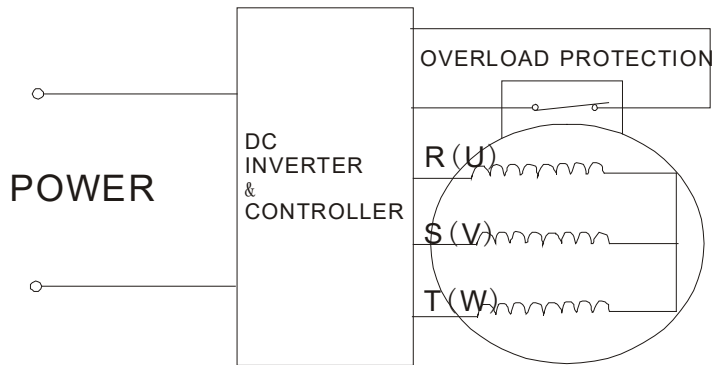 OVERLOAD PROTECTION
DC
INVERTER
&
CONTROLLER
POWER
R(U)
S(V)
T(W)